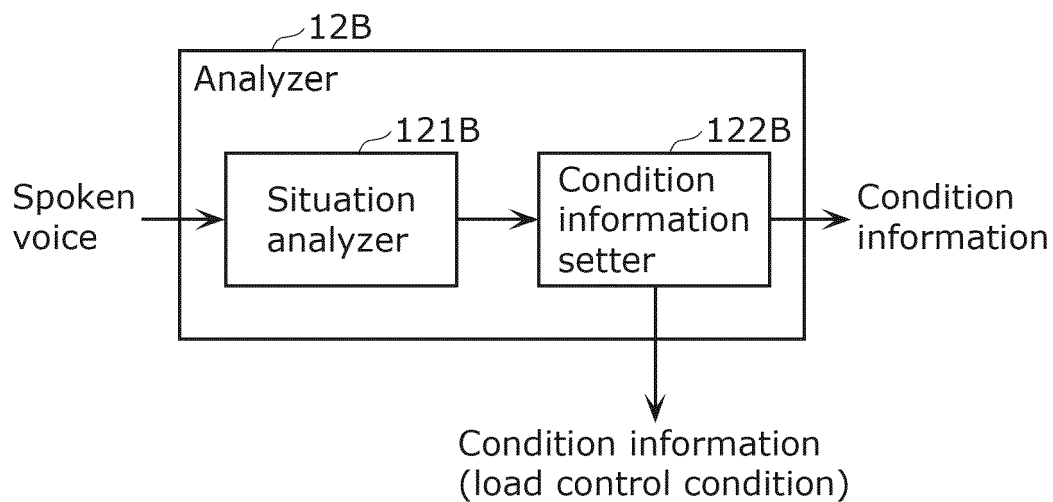 12B
Analyzer
121B
122B
Spoken
voice
Situation
analyzer
Condition
information
setter
Condition
information
Condition information
(load control condition)